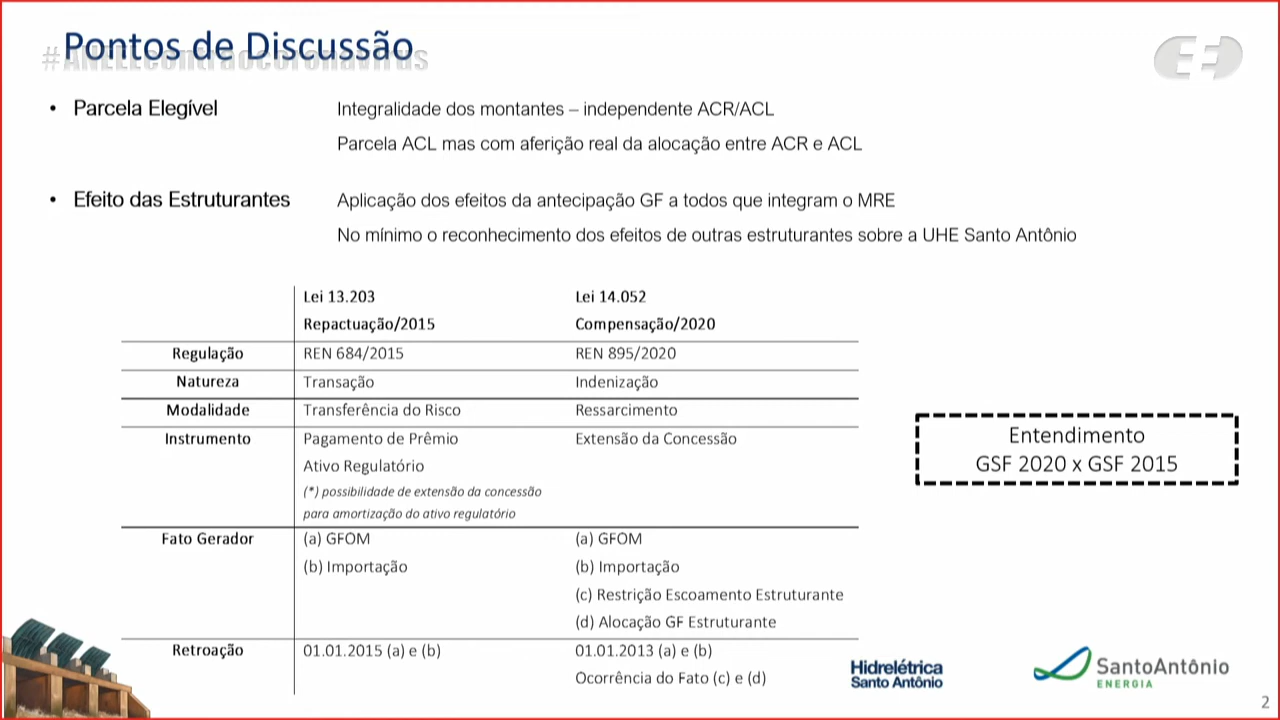 Pontos de Discussão
#ANEELcontraocoronavírus
• Parcela Elegível
Integralidade dos montantes – independente ACR/ACL
Parcela ACL mas com aferição real da alocação entre ACR e ACL
• Efeito das Estruturantes
Aplicação dos efeitos da antecipação GF a todos que integram o MRE
No mínimo o reconhecimento dos efeitos de outras estruturantes sobre a UHE Santo Antônio
Lei 13.203 Lei 14.052
Repactuação/2015 Compensação/2020
Regulação REN 684/2015 REN 895/2020
Natureza Transação Indenização
Modalidade Transferência do Risco Ressarcimento
Instrumento Pagamento de Prêmio Extensão da Concessão
Ativo Regulatório
(*) possibilidade de extensão da concessão
para amortização do ativo regulatório
Fato Gerador (a) GFOM (a) GFOM
(b) Importação (b) Importação
(c) Restrição Escoamento Estruturante
(d) Alocação GF Estruturante
Retroação 01.01.2015 (a) e (b) 01.01.2013 (a) e (b)
Ocorrência do Fato (c) e (d)
Entendimento
GSF 2020 x GSF 2015
Hidrelétrica
Santo Antônio
SantoAntônio
ENERGIA
2